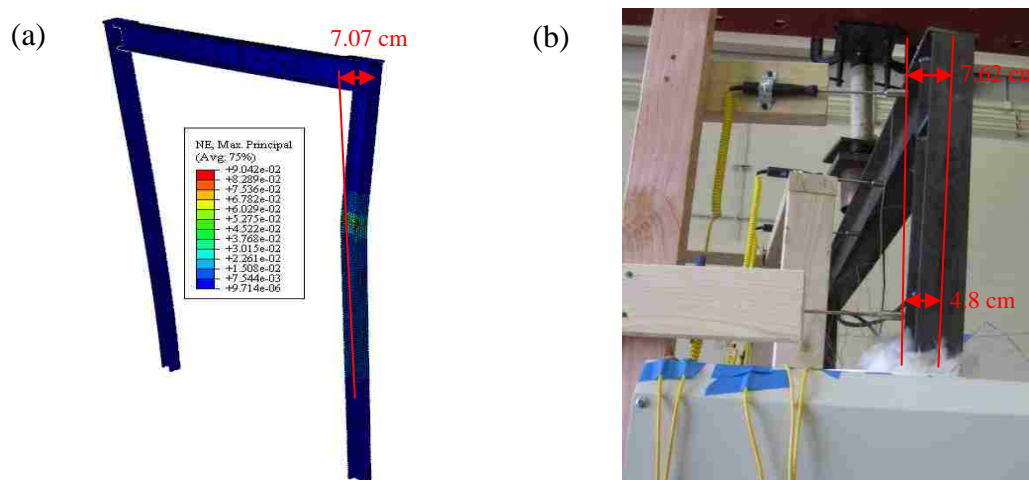 (a)
7.07 cm
NE, Max. Principal
(Avg: 75%)
+9.042e-02
+8.289e-02
+7.536e-02
+6.782e-02
+6.029e-02
+5.275e-02
+4.522e-02
+3.768e-02
+3.015e-02
+2.261e-02
+1.508e-02
+7.544e-03
+9.714e-06
(b)
7.62 cm
4.8 cm